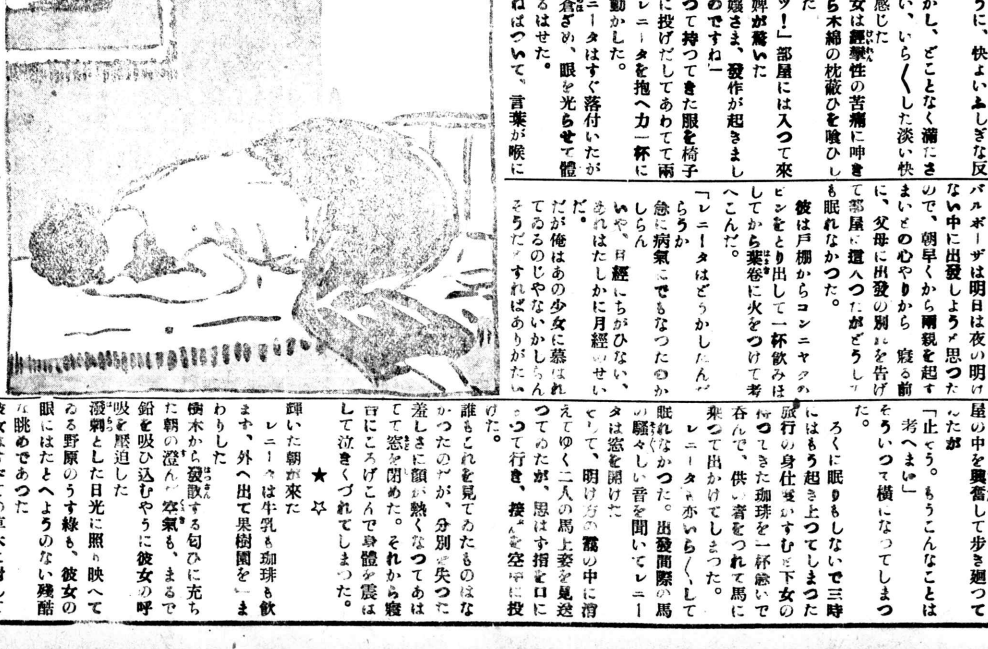 うに、快よいふしぎな反
かし、どことなく滿たさ
い、いら〳〵した淡い快
感じた
女は痙攣性の苦痛に呻き
ら木綿の枕蔽ひを喰ひし
た
ツ!」部屋には入つて來
婢が驚いた
孃さま、發作が起きまし
のですね」
つて持つてきた服を椅子
に投げだしてあわてて兩
レニータを抱へ力一杯に
動かした。
ニータはすぐ落付いたが
蒼ざめ、眼を光らせて體
るはせた。
ねばついて、言葉が喉に
バルボーザは明日は夜の明け
ない中に出發しようと思つた
ので、朝早くから兩親を起す
まいとの心やりから 寢る前
に、父母に出發の別れを告げ
て部屋に這入つたがどうして
も眠れなかつた。
彼は戸棚からコンニヤクの
ビンをとり出して一杯飲みほ
してから葉卷に火をつけて考
へこんだ。
「レニータはどうかしたんだ
らうか
急に病氣にでもなつたのか
しらん
いや、月經にちがひない、
あれはたしかに月經のせい
だ。
だが俺はあの少女に慕はれ
てゐるのじやないかしらん
そうだとすればありがたい
屋の中を興奮して歩き廻つて
ゐたが
「止そう。もうこんなことは
考へまい」
そういつて横になつてしまつ
た。
ろくに眠りもしないで三時
にはもう起き上つてしまつた
旅行の身仕度がすむと下女の
持つてきた珈琲を一杯急いで
呑んで、供の者をつれて馬に
乘つて出かけてしまつた。
レニータも亦いら〳〵して
眠れなかつた。出發間際の馬
の騷々しい音を聞いてレニー
タは窓を開けた
そして、明け方の靄の中に消
えてゆく二人の馬上姿を見送
つてゐたが、思はず指を口に
もつて行き、接吻を空中に投
げた。
誰もこれを見てゐたものはな
かつたのだが、分別を失つた
羞しさに顏が熱くなつてあは
てて窓を閉めた。それから寢
台にころげこんで身體を震は
して泣きくづれてしまつた。
★
☆
輝いた朝が來た
レニータは牛乳も珈琲も飲
まず、外へ出て果樹園を一ま
わりした
樹木から發散する匂ひに充ち
た朝の澄んだ空氣も、まるで
鉛を吸ひ込むやうに彼女の呼
吸を壓迫した
潑剌とした日光に照り映へて
ゐる野原のうす綠も、彼女の
眼にはたとへようのない殘酷
な眺めであつた